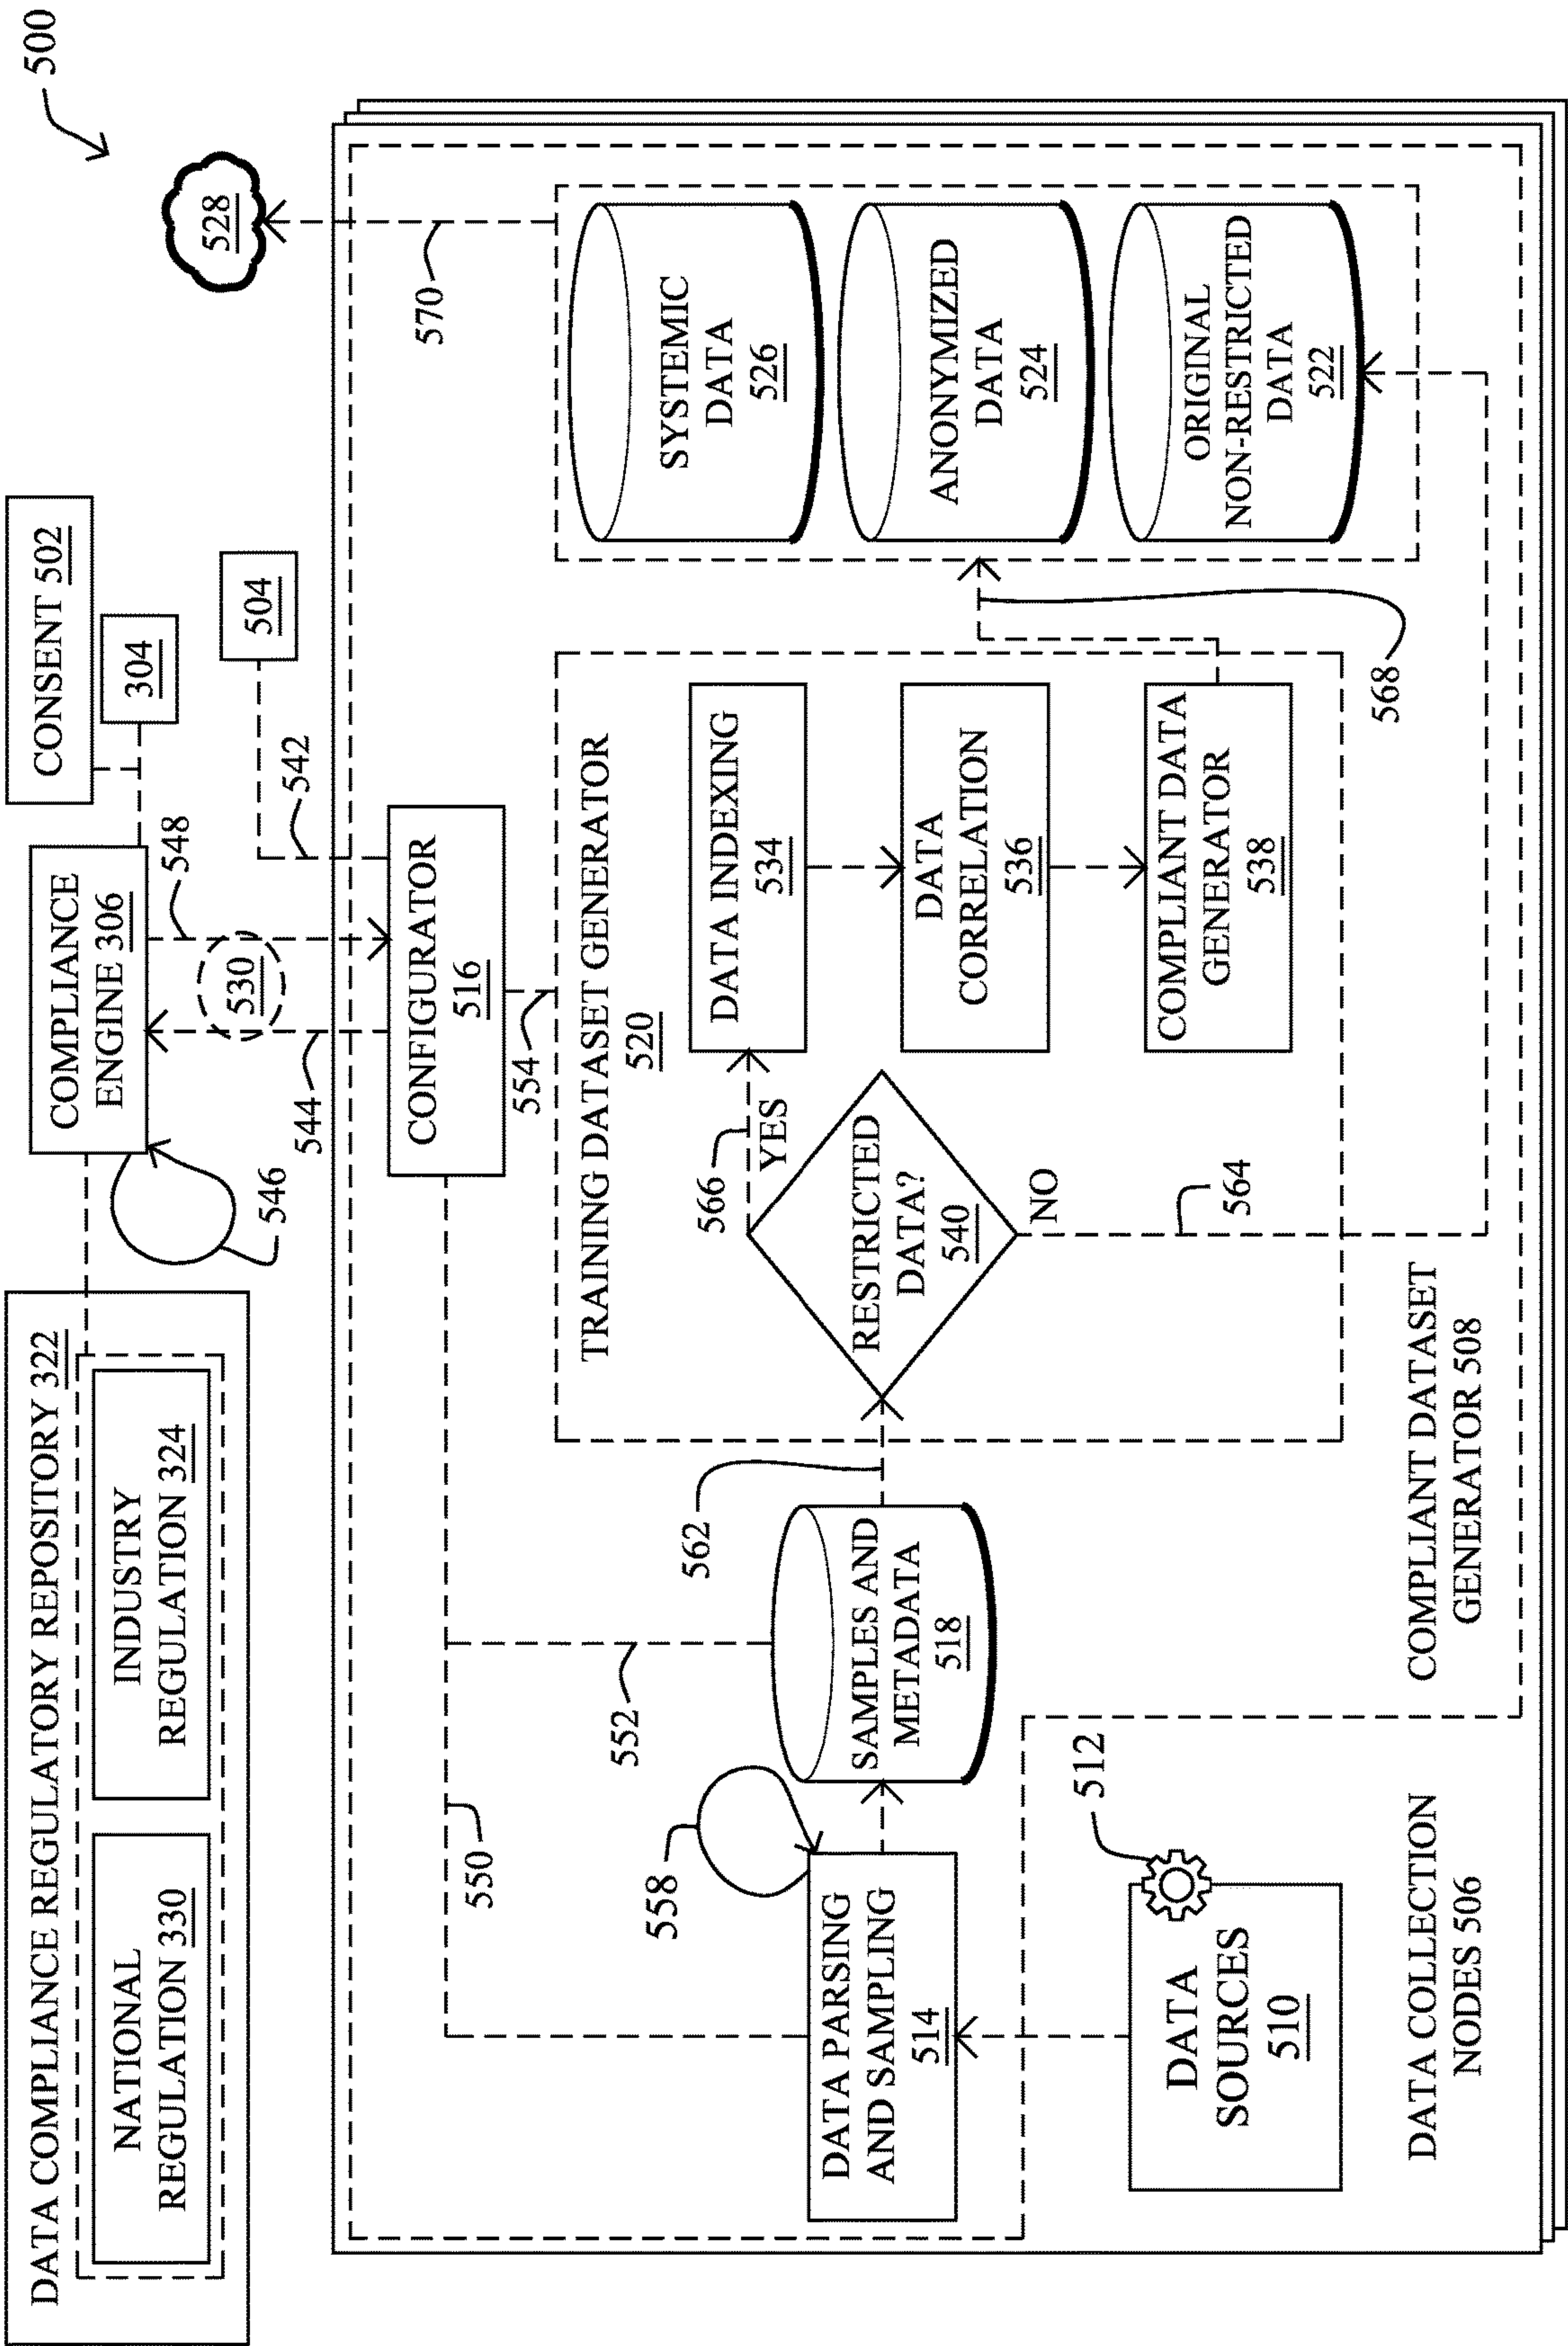 500
DATA COMPLIANCE REGULATORY REPOSITORY 322
NATIONAL
REGULATION 330
INDUSTRY
REGULATION 324
COMPLIANCE
ENGINE 306
CONSENT 502
304
504
528
546
544
530
548
542
570
CONFIGURATOR
516
550
552
554
TRAINING DATASET GENERATOR
520
558
DATA PARSING
AND SAMPLING
514
SAMPLES AND
METADATA
518
562
RESTRICTED
DATA?
540
566
YES
NO
564
DATA INDEXING
534
DATA
CORRELATION
536
COMPLIANT DATA
GENERATOR
538
568
SYSTEMIC
DATA
526
ANONYMIZED
DATA
524
ORIGINAL
NON-RESTRICTED
DATA
522
DATA
SOURCES
510
512
DATA COLLECTION
NODES 506
COMPLIANT DATASET
GENERATOR 508